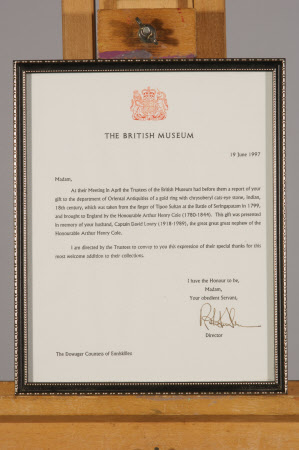 THE BRITISH MUSEUM
19 June 1997
Madam,
As their Meeting in April the Trustees of the British Museum had before them a report of your
gift to the department of Oriental Antiquities of a gold ring with chrysoberyl cat-eye stone, Indian,
18th century, which was taken from the finger of Tipoo Sultan at the Battle of Seringapatam in 1799,
and brought to England by the Honourable Arthur Henry Cole (1780-1844). This gift was presented
in memory of your husband, Captain David Lowry (1918-1989), the great great great nephew of the
Honourable Arthur Henry Cole.
I am directed by the Trustees to convey to you this expression of their special thanks for this
most welcome addition to their collections.
I have the Honour to be,
Madam,
Your obedient Servant,
Director
The Dowager Countess of Enniskillen